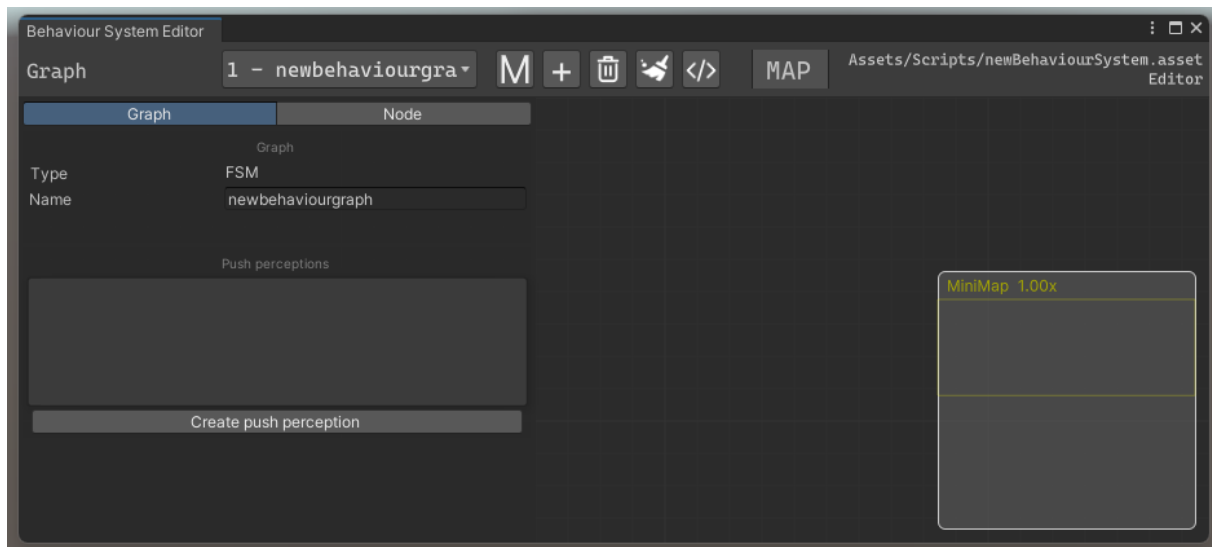 Behaviour System Editor
Graph
1 – newbehaviourgra
M
+
</>
MAP
Assets/Scripts/newBehaviourSystem.asset
Editor
Graph
Node
Graph
Type
FSM
Name
newbehaviourgraph
Push perceptions
Create push perception
MiniMap 1.00x